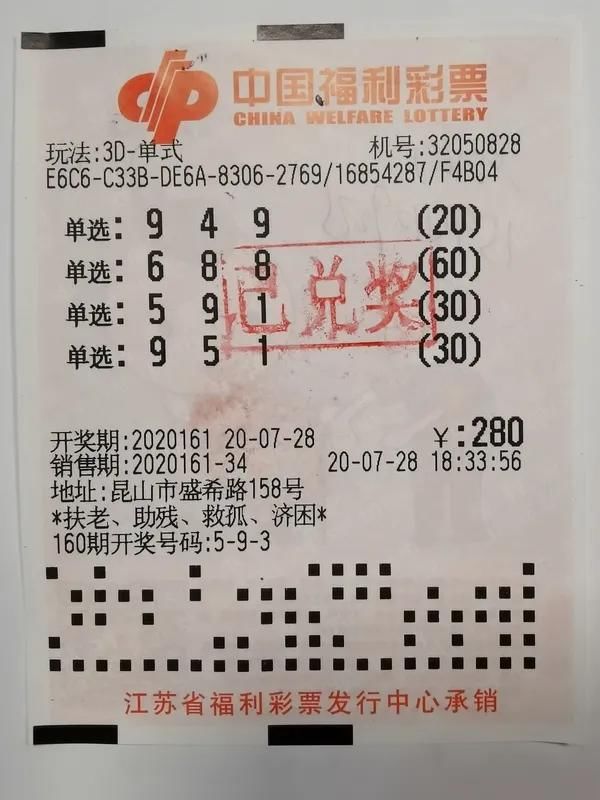 中国福利彩票
CHINA WELFARE LOTTERY
玩法:3D-单式 机号:32050828
E6C6-C33B-DE6A-8306-2769/16854287/F4B04
单选: 9 4 9 (20)
单选: 6 8 8 (60)
单选: 5 9 1 (30)
单选: 9 5 1 (30)
已兑奖
开奖期:2020161 20-07-28 ￥:280
销售期:2020161-34 20-07-28 18:33:56
地址:昆山市盛希路158号
*扶老、助残、救孤、济困*
160期开奖号码:5-9-3
江苏省福利彩票发行中心承销